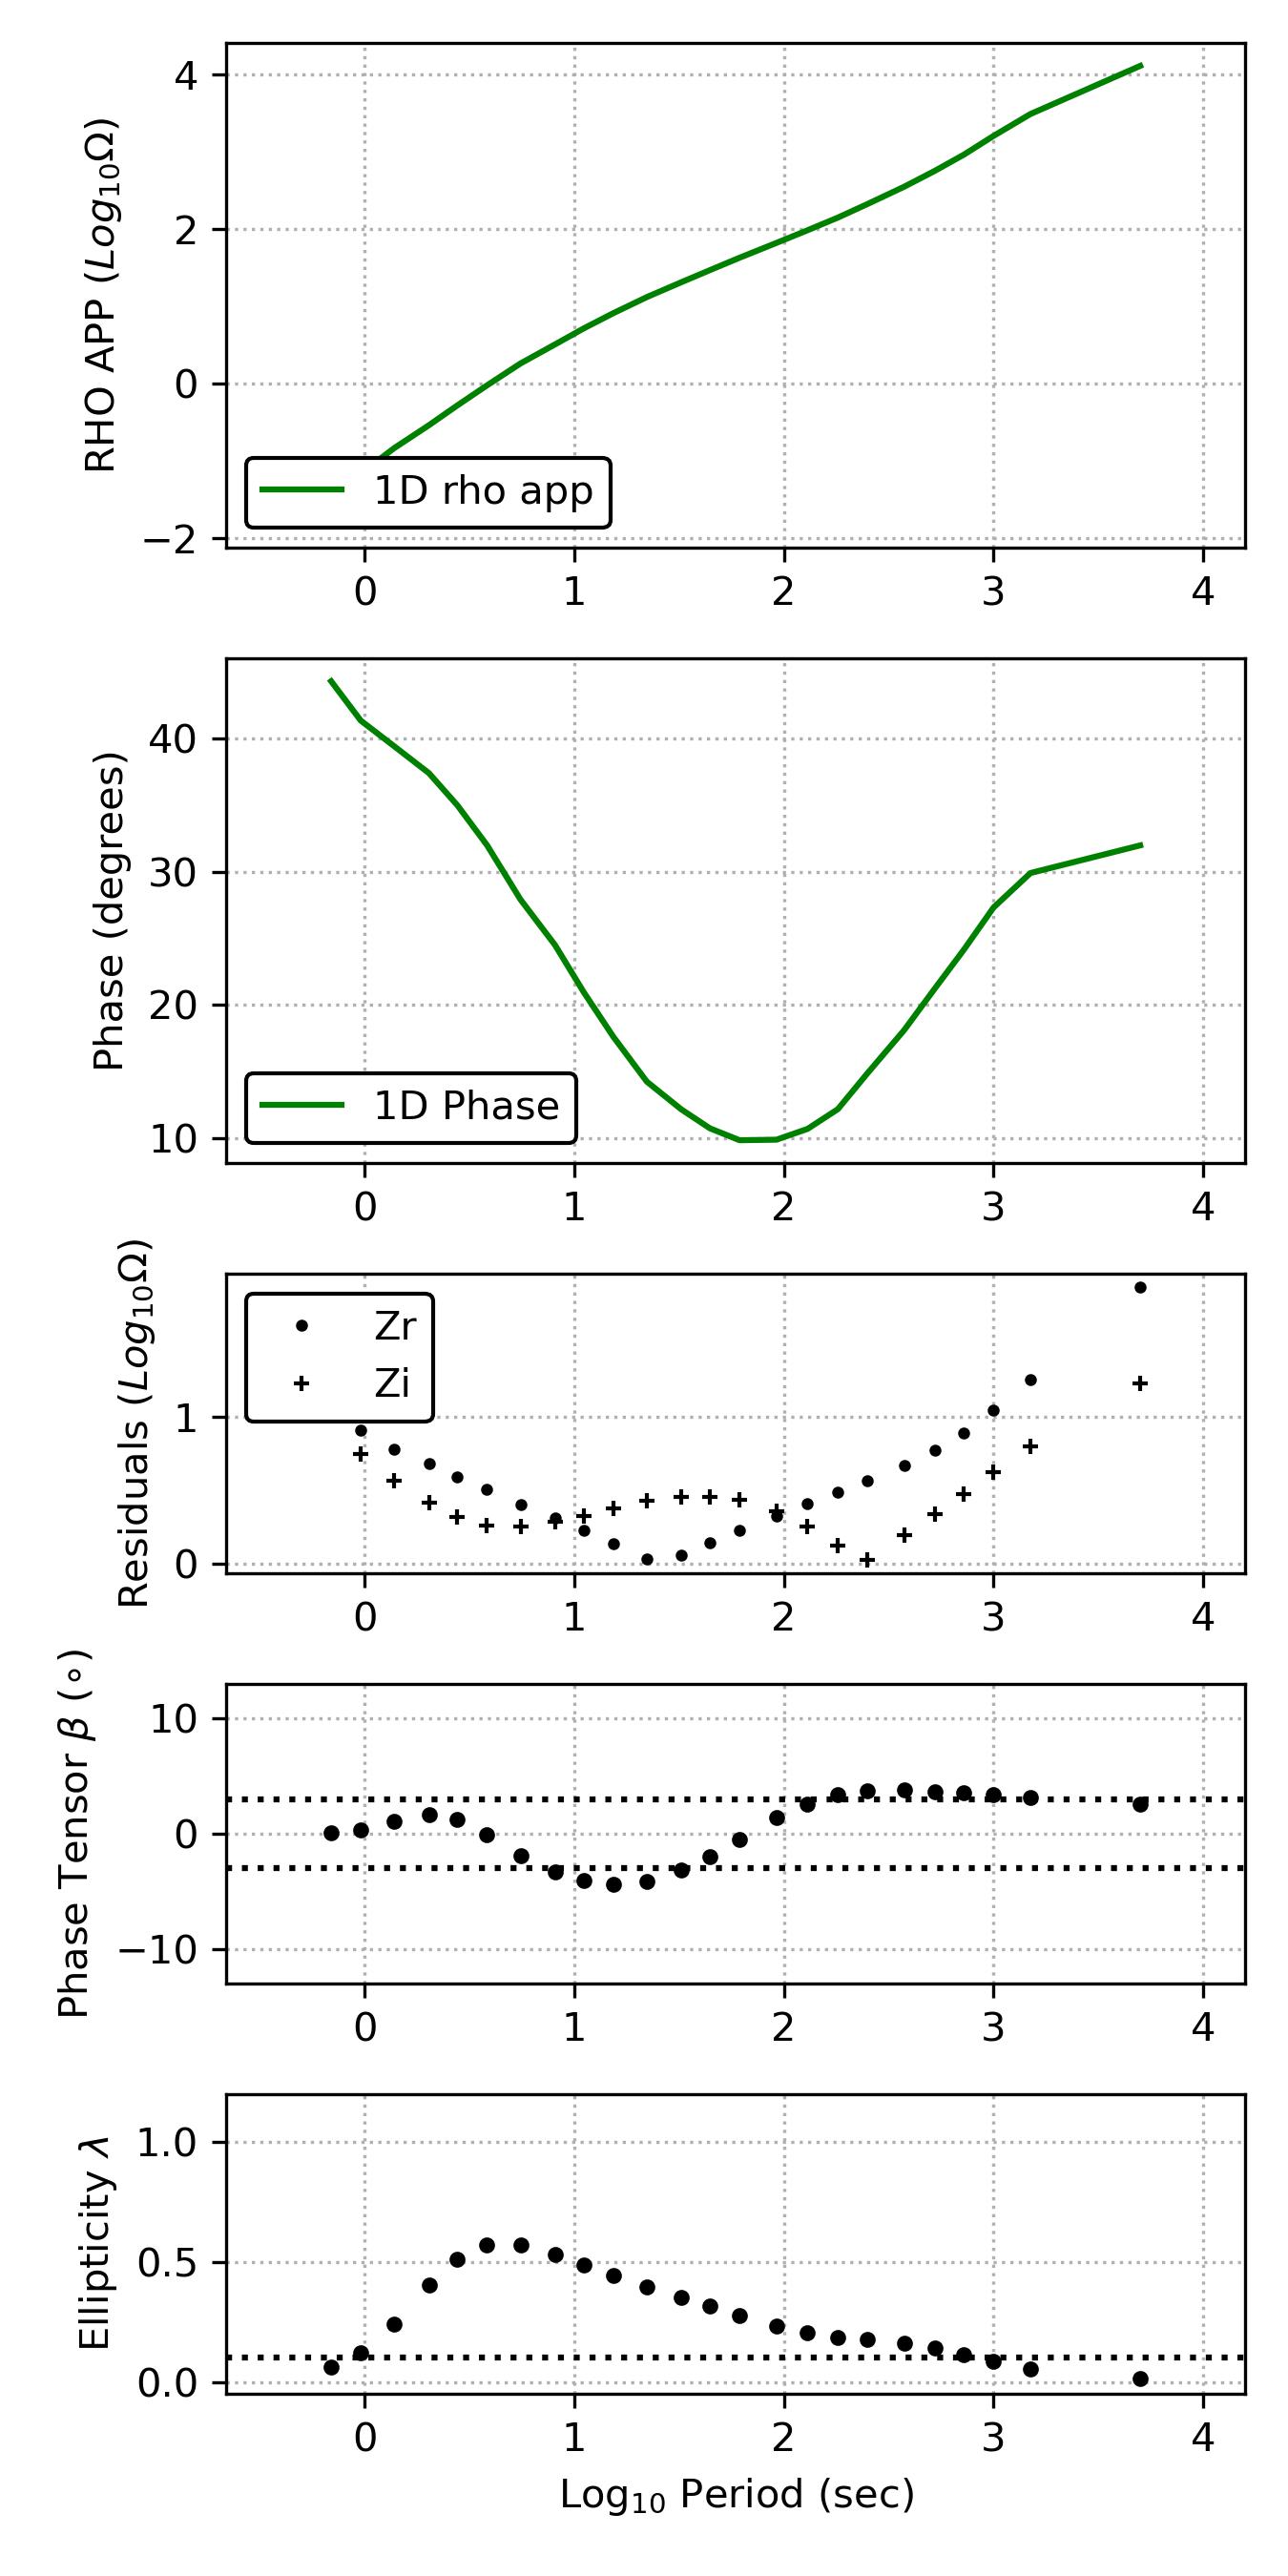 RHO APP (Log₁₀Ω)
4
2
0
−2
1D rho app
0 1 2 3 4
Phase (degrees)
40
30
20
10
1D Phase
0 1 2 3 4
Residuals (Log₁₀Ω)
1
0
Zr
Zi
0 1 2 3 4
Phase Tensor β (∘)
10
0
−10
0 1 2 3 4
Ellipticity λ
1.0
0.5
0.0
0 1 2 3 4
Log₁₀ Period (sec)